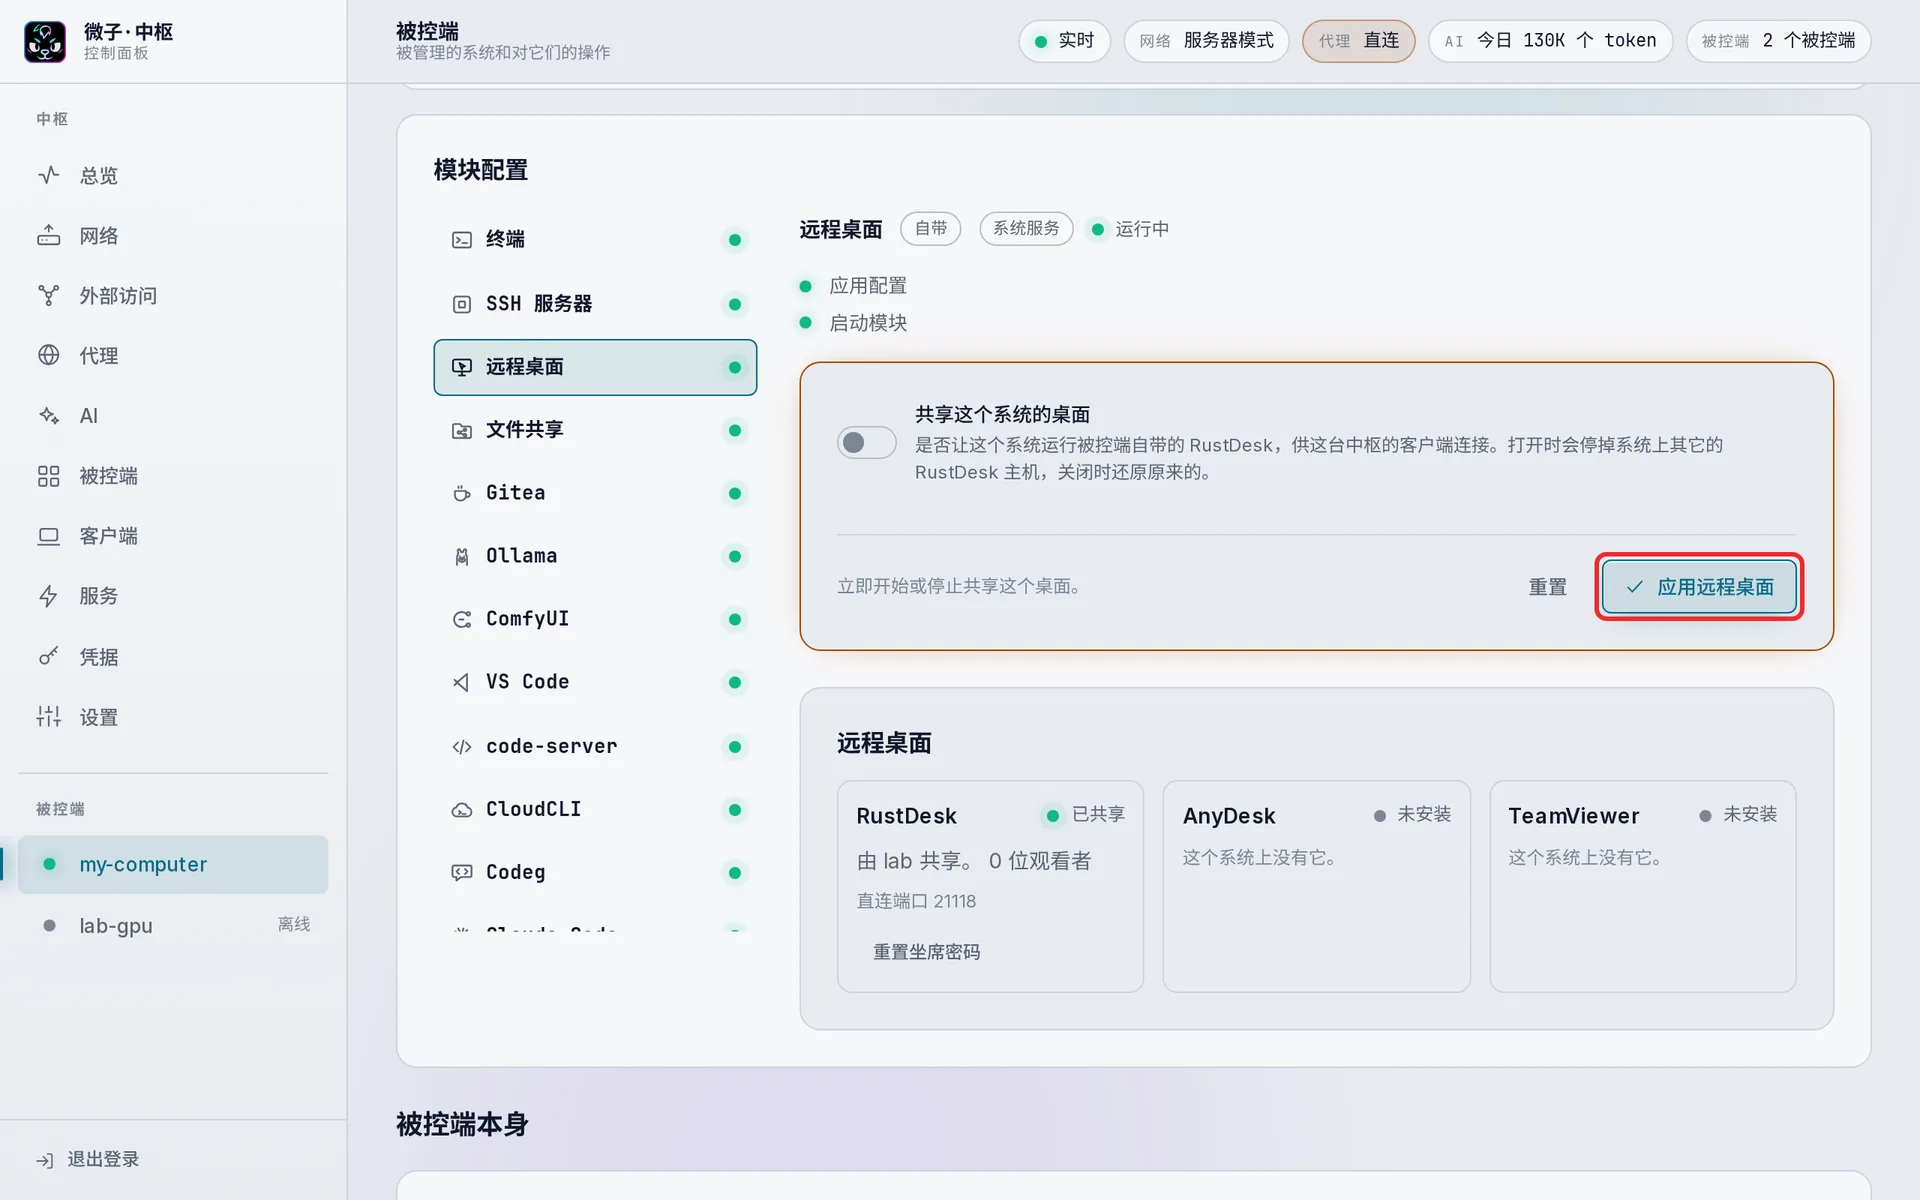 微子·中枢
控制面板
被控端
被管理的系统和对它们的操作
实时
网络 服务器模式
代理 直连
AI 今日 130K 个 token
被控端 2 个被控端
中枢
总览
网络
外部访问
代理
AI
被控端
客户端
服务
凭据
设置
被控端
my-computer
lab-gpu 离线
退出登录
模块配置
终端
SSH 服务器
远程桌面
文件共享
Gitea
Ollama
ComfyUI
VS Code
code-server
CloudCLI
Codeg
远程桌面 自带 系统服务 运行中
应用配置
启动模块
共享这个系统的桌面
是否让这个系统运行被控端自带的 RustDesk，供这台中枢的客户端连接。打开时会停掉系统上其它的
RustDesk 主机，关闭时还原原来的。
立即开始或停止共享这个桌面。
重置
应用远程桌面
远程桌面
RustDesk 已共享
由 lab 共享。 0 位观看者
直连端口 21118
重置坐席密码
AnyDesk 未安装
这个系统上没有它。
TeamViewer 未安装
这个系统上没有它。
被控端本身